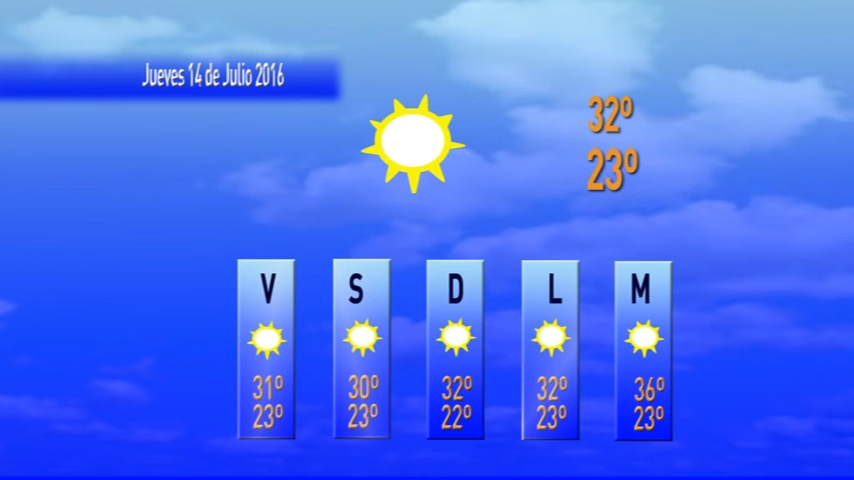 Jueves 14 de Julio 2016
32º
23º
V S D L M
31º 30º 32º 32º 36º
23º 23º 22º 23º 23º